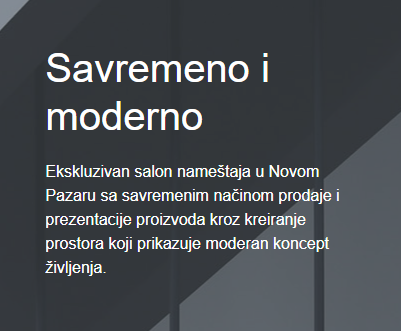 Savremeno i
moderno
Ekskluzivan salon nameštaja u Novom
Pazaru sa savremenim načinom prodaje i
prezentacije proizvoda kroz kreiranje
prostora koji prikazuje moderan koncept
življenja.